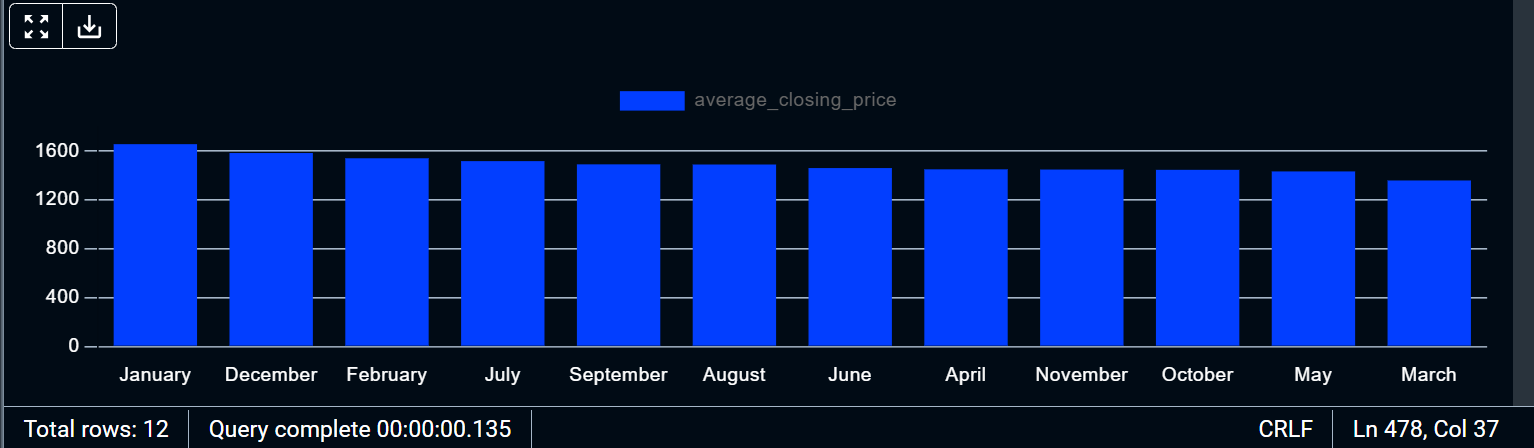 average_closing_price
1600
1200
800
400
0
January December February July September August June April November October May March
Total rows: 12 Query complete 00:00:00.135 CRLF Ln 478, Col 37